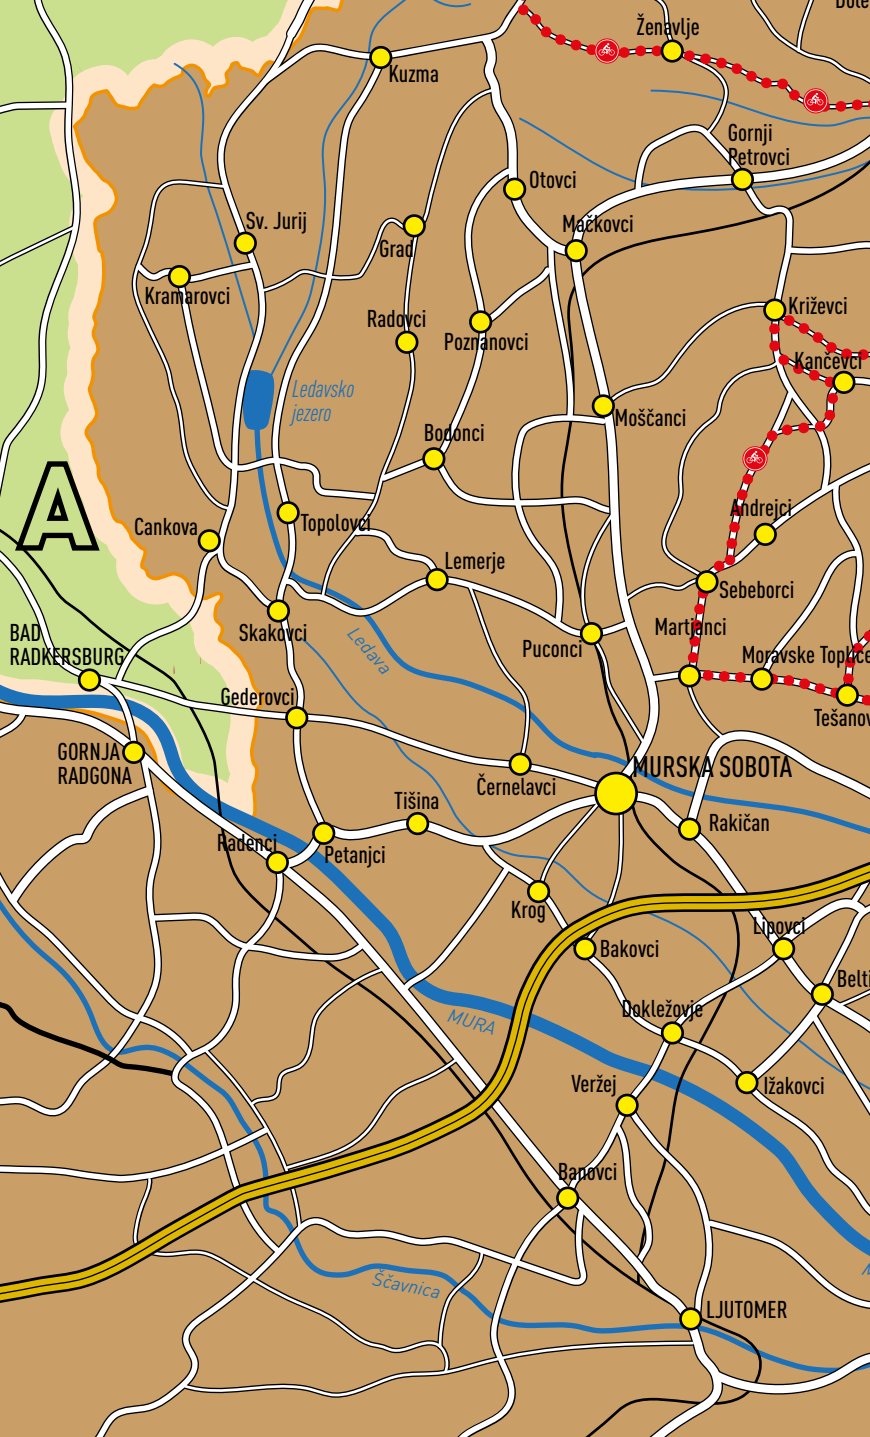 Ženavlje
Kuzma
Gornji
Petrovci
Otovci
Mačkovci
Sv. Jurij
Grad
Kramarovci
Križevci
Radovci
Poznanovci
Kančevci
Ledavsko
jezero
Moščanci
Bodonci
A
Andrejci
Cankova
Topolovci
Lemerje
Sebeborci
BAD
RADKERSBURG
Skakovci
Ledava
Puconci
Martjanci
Moravske Toplice
Gederovci
GORNJA
RADGONA
MURSKA SOBOTA
Černelavci
Tišina
Rakičan
Radenci
Petanjci
Krog
Lipovci
Bakovci
Dokležovje
MURA
Veržej
Ižakovci
Banovci
Ščavnica
LJUTOMER